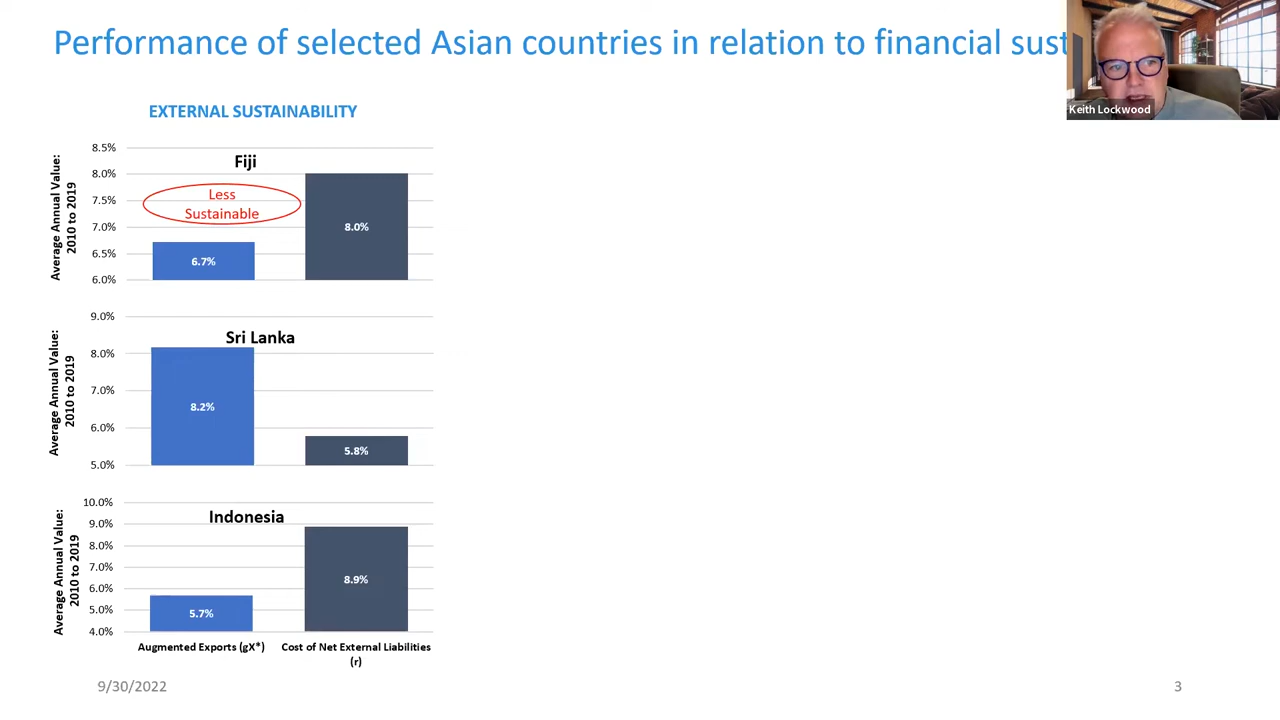 Performance of selected Asian countries in relation to financial sust
Keith Lockwood
EXTERNAL SUSTAINABILITY
Average Annual Value:
2010 to 2019
8.5%
8.0%
7.5%
7.0%
6.5%
6.0%
Fiji
Less
Sustainable
6.7%
8.0%
Average Annual Value:
2010 to 2019
9.0%
8.0%
7.0%
6.0%
5.0%
Sri Lanka
8.2%
5.8%
Average Annual Value:
2010 to 2019
10.0%
9.0%
8.0%
7.0%
6.0%
5.0%
4.0%
Indonesia
5.7%
8.9%
Augmented Exports (gX*)
Cost of Net External Liabilities
(r)
9/30/2022
3